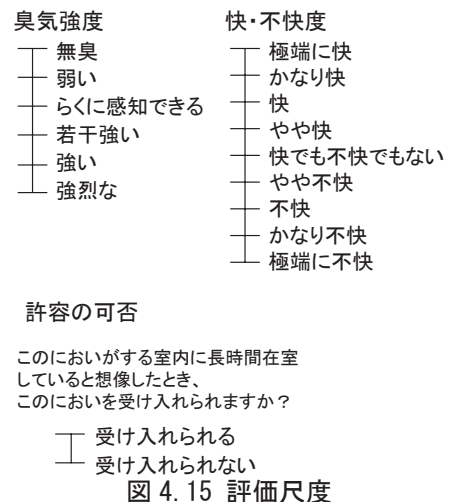 臭気強度
無臭
弱い
らくに感知できる
若干強い
強い
強烈な
快・不快度
極端に快
かなり快
快
やや快
快でも不快でもない
やや不快
不快
かなり不快
極端に不快
許容の可否
このにおいがする室内に長時間在室
していると想像したとき、
このにおいを受け入れられますか？
受け入れられる
受け入れられない
図 4.15 評価尺度